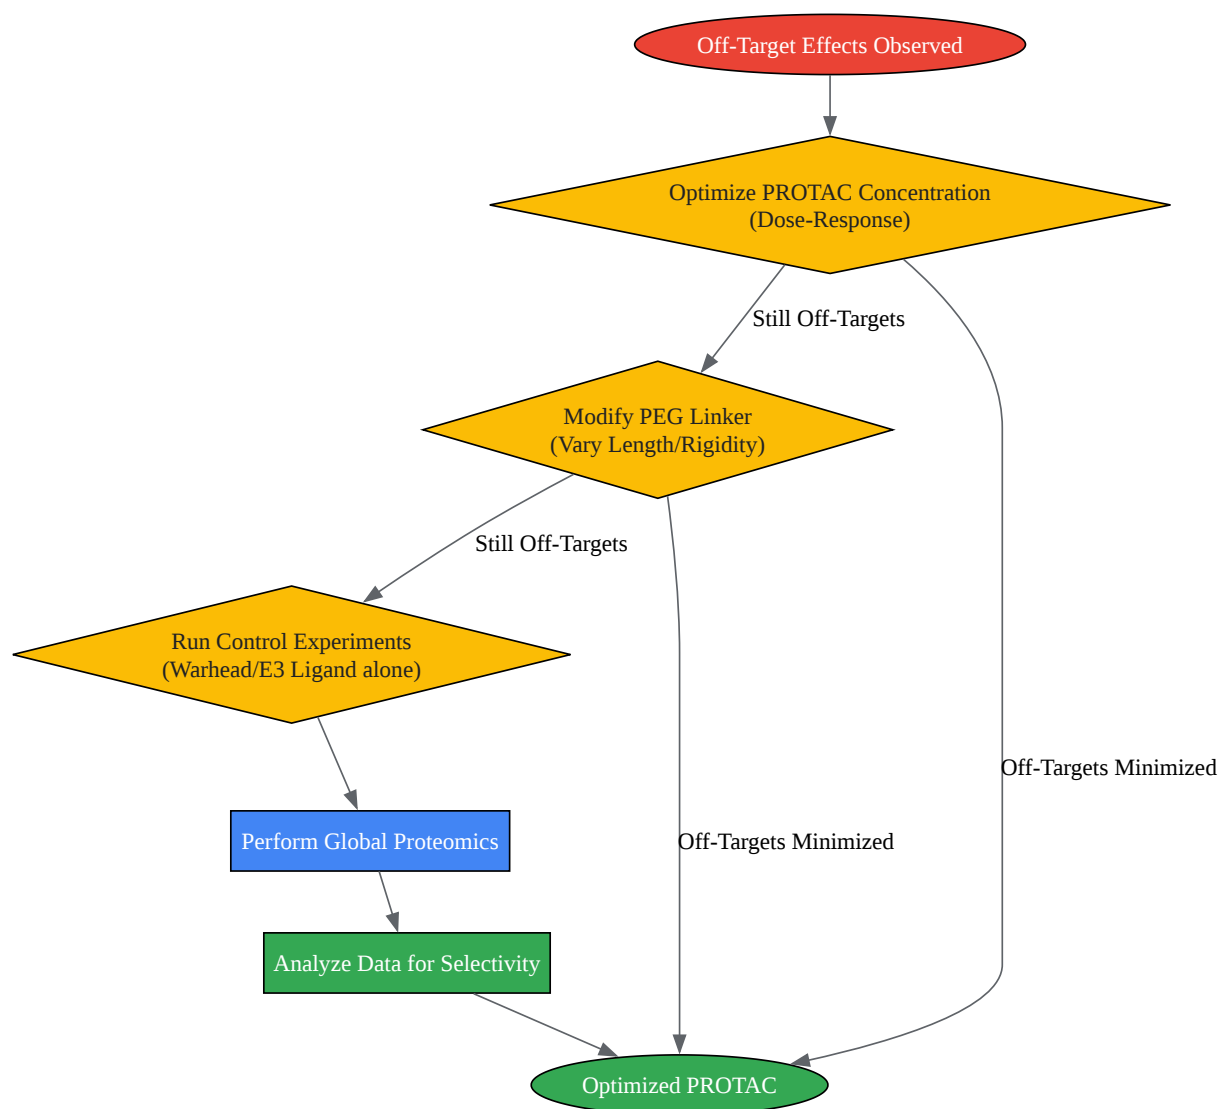 Off-Target Effects Observed
Optimize PROTAC Concentration
(Dose-Response)
Still Off-Targets
Modify PEG Linker
(Vary Length/Rigidity)
Still Off-Targets
Run Control Experiments
(Warhead/E3 Ligand alone)
Off-Targets Minimized
Perform Global Proteomics
Off-Targets Minimized
Analyze Data for Selectivity
Optimized PROTAC